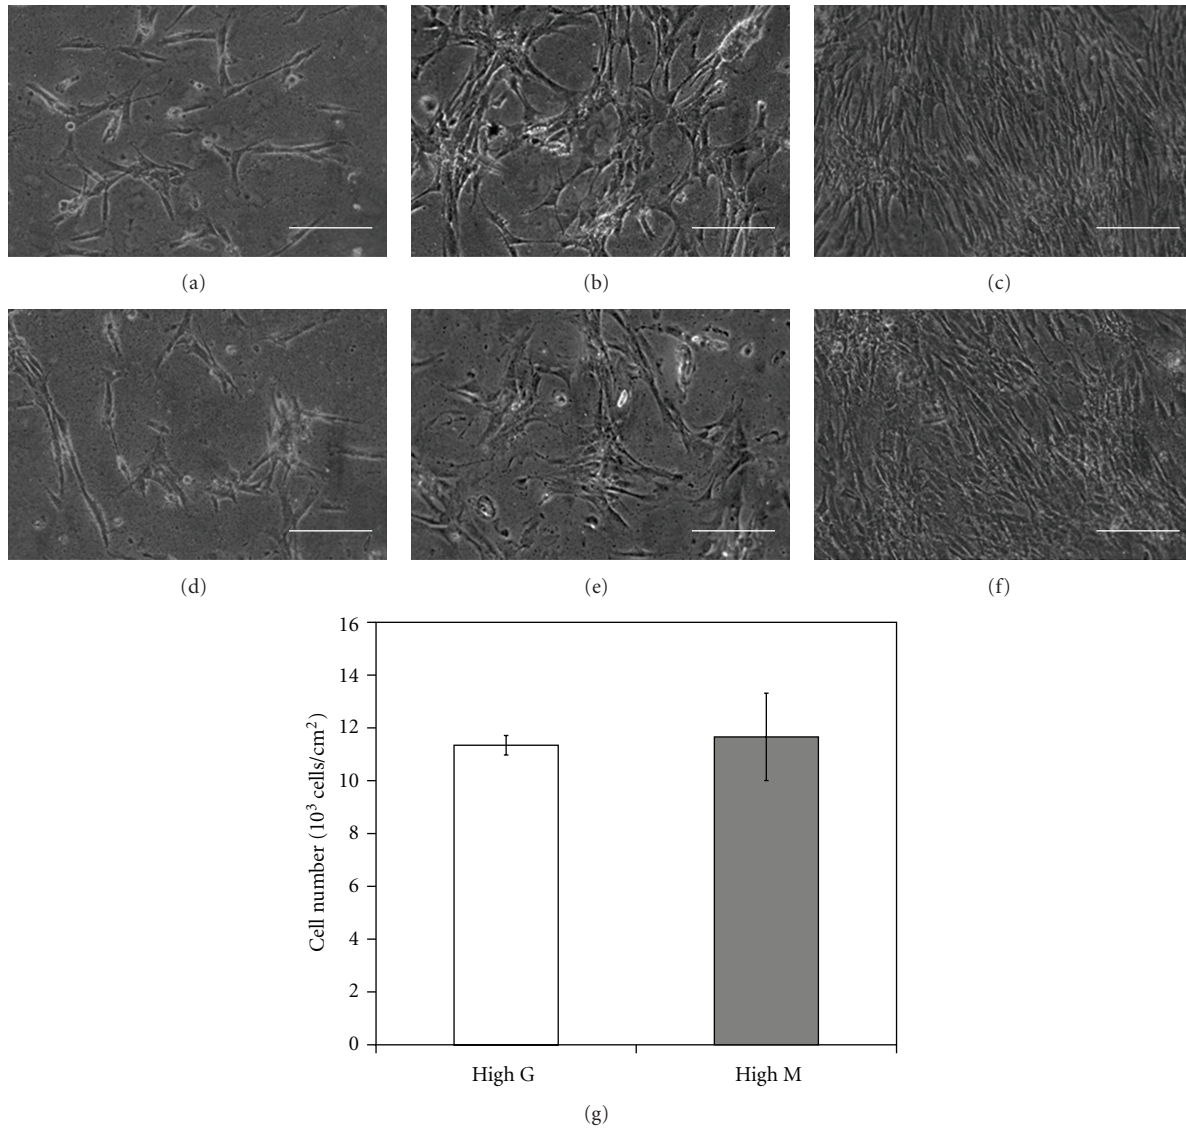 (a)
(b)
(c)
(d)
(e)
(f)
16
14
12
10
8
6
4
2
0
Cell number (10³ cells/cm²)
High G
High M
(g)